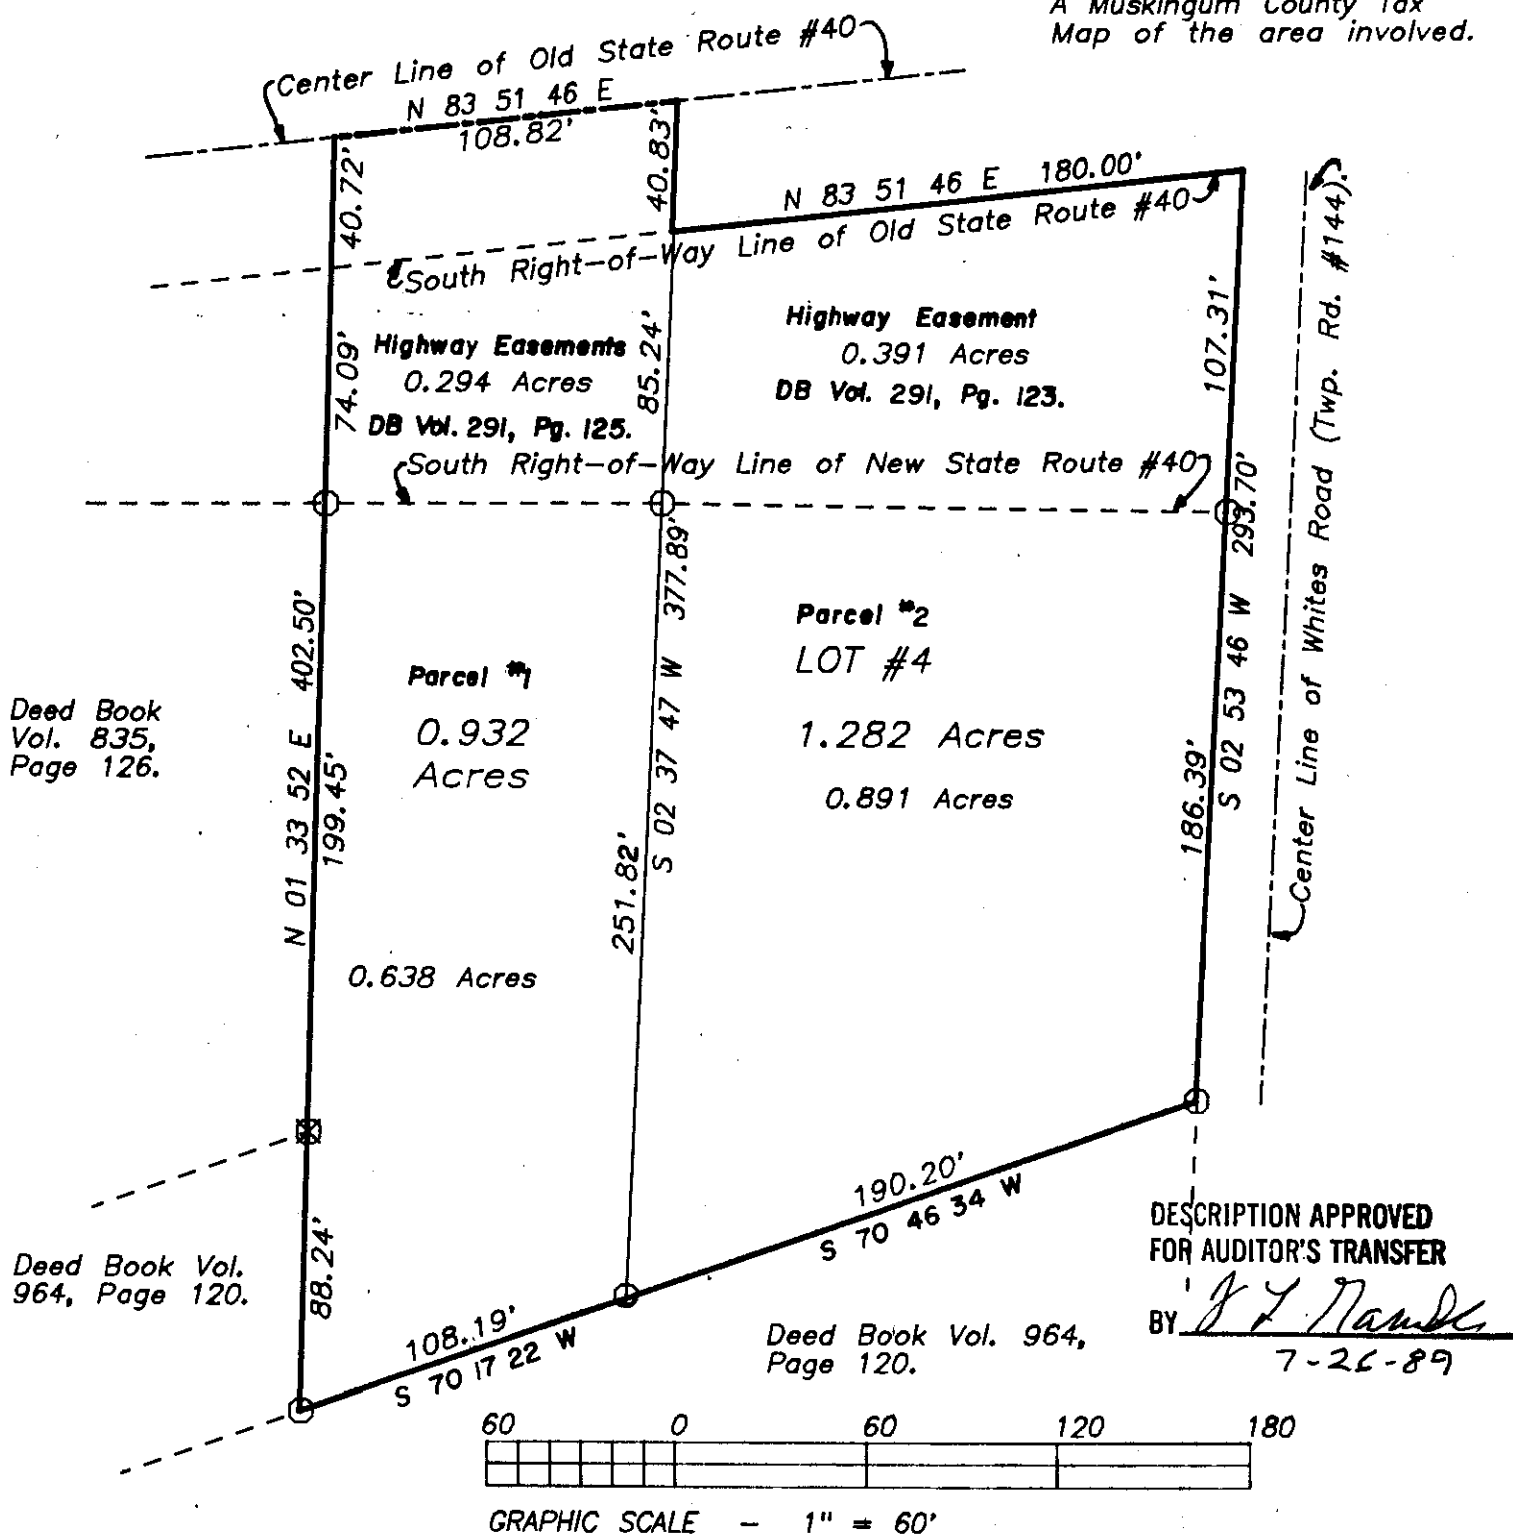 A Muskingum County Tax
Map of the area involved.
Center Line of Old State Route #40
N 83 51 46 E
108.82'
40.72'
40.83'
N 83 51 46 E 180.00'
South Right-of-Way Line of Old State Route #40
Highway Easements
0.294 Acres
DB Vol. 291, Pg. 125.
74.09'
85.24'
Highway Easement
0.391 Acres
DB Vol. 291, Pg. 123.
107.31'
South Right-of-Way Line of New State Route #40
Center Line of Whites Road (Twp. Rd. #144).
N 01 33 52 E 402.50'
199.45'
S 02 37 47 W 377.89'
251.82'
S 02 53 46 W 293.70'
186.39'
Parcel #1
0.932
Acres
0.638 Acres
Parcel #2
LOT #4
1.282 Acres
0.891 Acres
Deed Book
Vol. 835,
Page 126.
88.24'
Deed Book Vol.
964, Page 120.
108.19'
S 70 17 22 W
190.20'
S 70 46 34 W
Deed Book Vol. 964,
Page 120.
DESCRIPTION APPROVED
FOR AUDITOR'S TRANSFER
BY
7-26-89
60 0 60 120 180
GRAPHIC SCALE - 1" = 60'